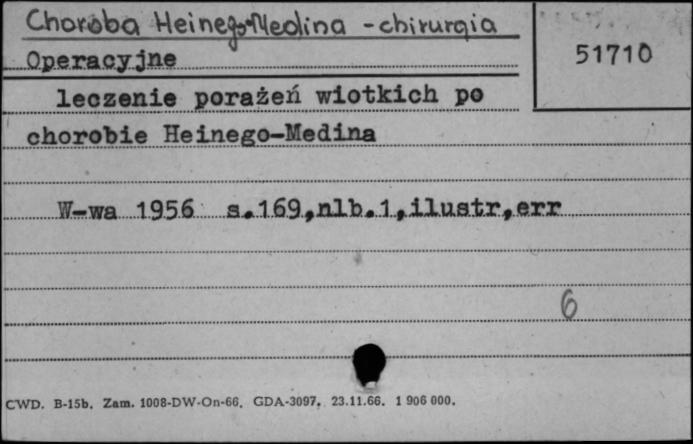 Choroba Heinego-Medina - chirurgia
51710
Operacyjne
leczenie porażeń wiotkich po
chorobie Heinego-Medina
W-wa 1956 s.169,nlb.1,ilustr,err
6
CWD. B-15b. Zam. 1008-DW-On-66. GDA-3097. 23.11.66. 1 906 000.